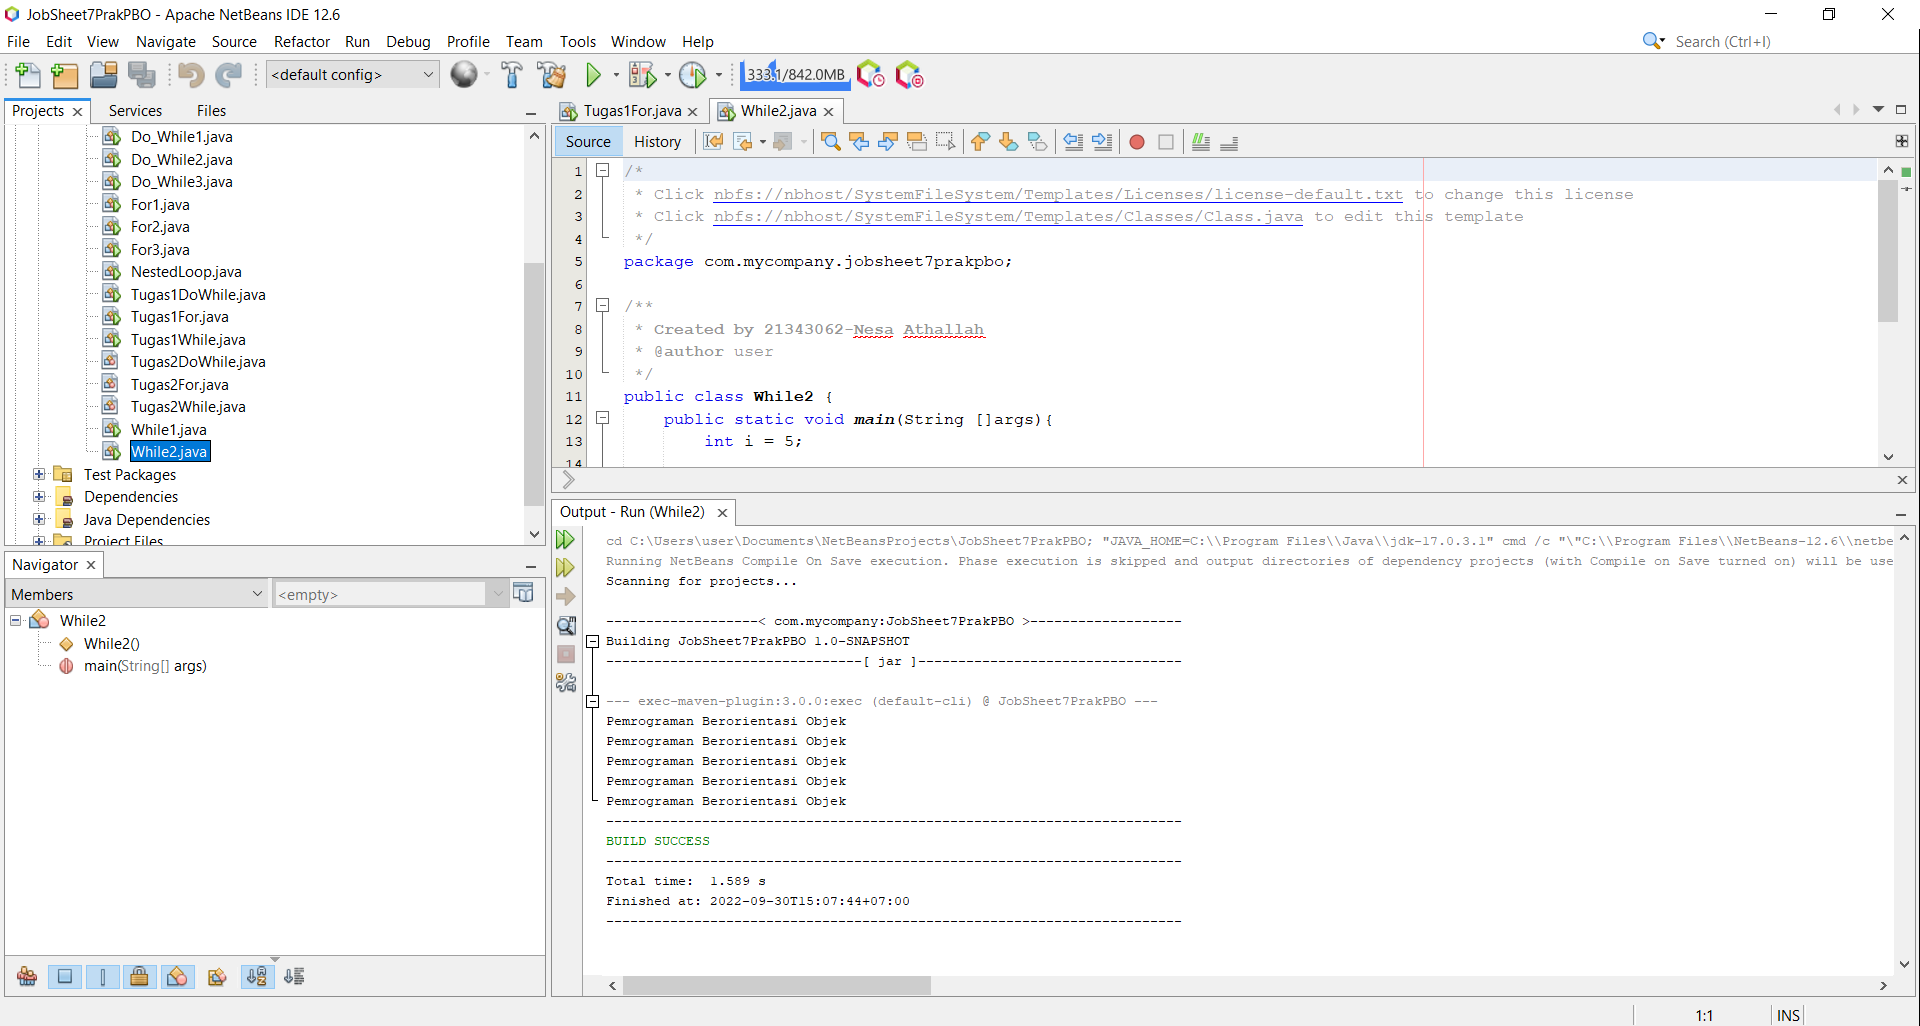 JobSheet7PrakPBO - Apache NetBeans IDE 12.6
File Edit View Navigate Source Refactor Run Debug Profile Team Tools Window Help
Search (Ctrl+I)
<default config>
333.1/842.0MB
Projects Services Files
Do_While1.java
Do_While2.java
Do_While3.java
For1.java
For2.java
For3.java
NestedLoop.java
Tugas1DoWhile.java
Tugas1For.java
Tugas1While.java
Tugas2DoWhile.java
Tugas2For.java
Tugas2While.java
While1.java
While2.java
Test Packages
Dependencies
Java Dependencies
Project Files
Navigator
Members
<empty>
While2
While2()
main(String[] args)
Tugas1For.java While2.java
Source History
1 /*
2 * Click nbfs://nbhost/SystemFileSystem/Templates/Licenses/license-default.txt to change this license
3 * Click nbfs://nbhost/SystemFileSystem/Templates/Classes/Class.java to edit this template
4 */
5 package com.mycompany.jobsheet7prakpbo;
6
7 /**
8 * Created by 21343062-Nesa Athallah
9 * @author user
10 */
11 public class While2 {
12 public static void main(String []args){
13 int i = 5;
14
Output - Run (While2)
cd C:\Users\user\Documents\NetBeansProjects\JobSheet7PrakPBO; "JAVA_HOME=C:\\Program Files\\Java\\jdk-17.0.3.1" cmd /c "\"C:\\Program Files\\NetBeans-12.6\\netbe
Running NetBeans Compile On Save execution. Phase execution is skipped and output directories of dependency projects (with Compile on Save turned on) will be use
Scanning for projects...
-------------------< com.mycompany:JobSheet7PrakPBO >-------------------
Building JobSheet7PrakPBO 1.0-SNAPSHOT
--------------------------------[ jar ]---------------------------------
--- exec-maven-plugin:3.0.0:exec (default-cli) @ JobSheet7PrakPBO ---
Pemrograman Berorientasi Objek
Pemrograman Berorientasi Objek
Pemrograman Berorientasi Objek
Pemrograman Berorientasi Objek
Pemrograman Berorientasi Objek
------------------------------------------------------------------------
BUILD SUCCESS
------------------------------------------------------------------------
Total time:  1.589 s
Finished at: 2022-09-30T15:07:44+07:00
------------------------------------------------------------------------
1:1 INS